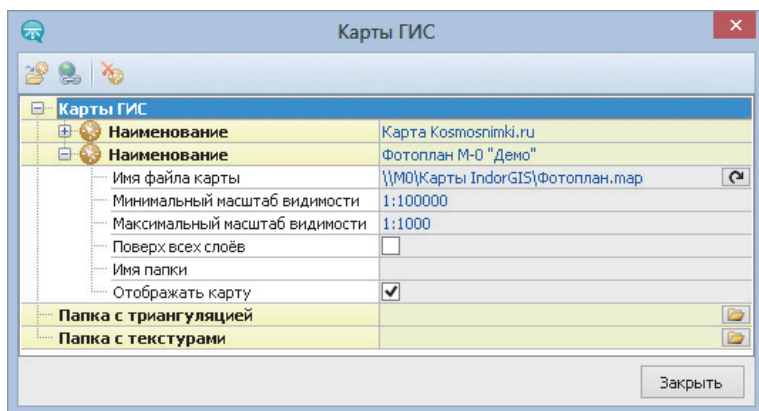 Карты ГИС
Карты ГИС
Наименование Карта Kosmosnimki.ru
Наименование Фотоплан М-0 "Демо"
Имя файла карты \\M0\Карты IndorGIS\Фотоплан.map
Минимальный масштаб видимости 1:100000
Максимальный масштаб видимости 1:1000
Поверх всех слоёв
Имя папки
Отображать карту
Папка с триангуляцией
Папка с текстурами
Закрыть